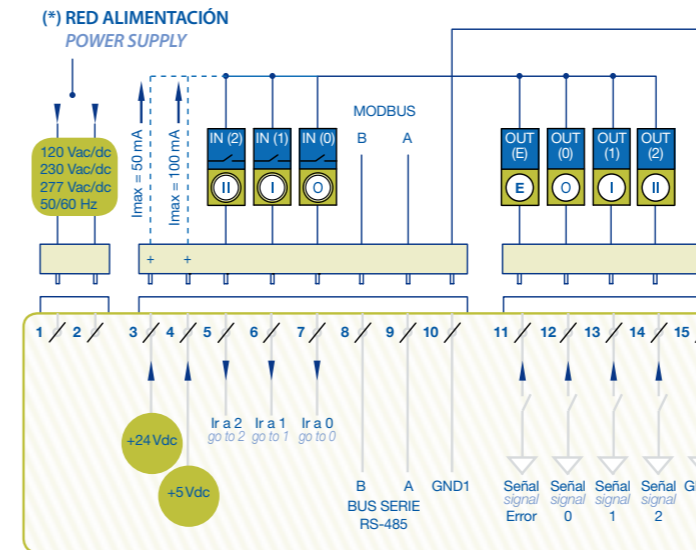 (*) RED ALIMENTACIÓN
POWER SUPPLY
120 Vac/dc
230 Vac/dc
277 Vac/dc
50/60 Hz
Imax = 50 mA
Imax = 100 mA
IN (2)
II
IN (1)
I
IN (0)
O
MODBUS
B A
OUT
(E)
E
OUT
(0)
O
OUT
(1)
I
OUT
(2)
II
+ +
1 2 3 4 5 6 7 8 9 10 11 12 13 14 15
+24 Vdc
+5 Vdc
Ir a 2
go to 2
Ir a 1
go to 1
Ir a 0
go to 0
B A GND1
BUS SERIE
RS-485
Señal
signal
Error
Señal
signal
0
Señal
signal
1
Señal
signal
2